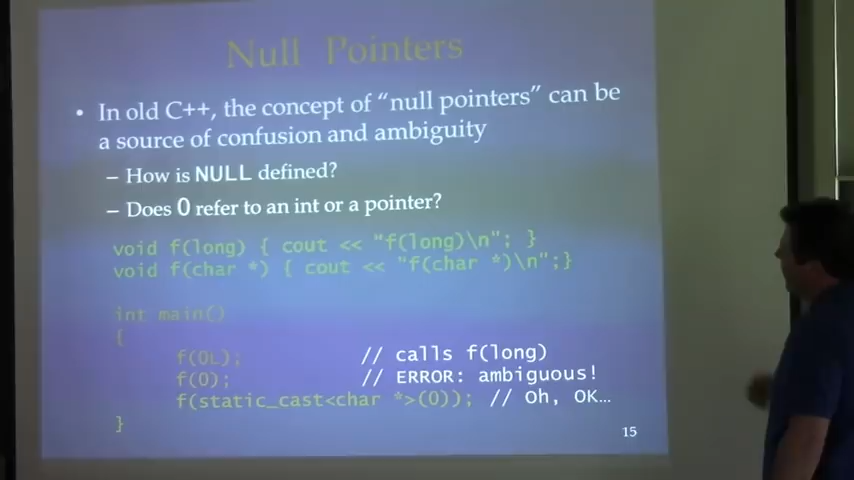 Null Pointers
• In old C++, the concept of “null pointers” can be
a source of confusion and ambiguity
– How is NULL defined?
– Does 0 refer to an int or a pointer?
void f(long) { cout << "f(long)\n"; }
void f(char *) { cout << "f(char *)\n";}
int main()
{
f(0L); // calls f(long)
f(0); // ERROR: ambiguous!
f(static_cast<char *>(0)); // Oh, OK…
}
15